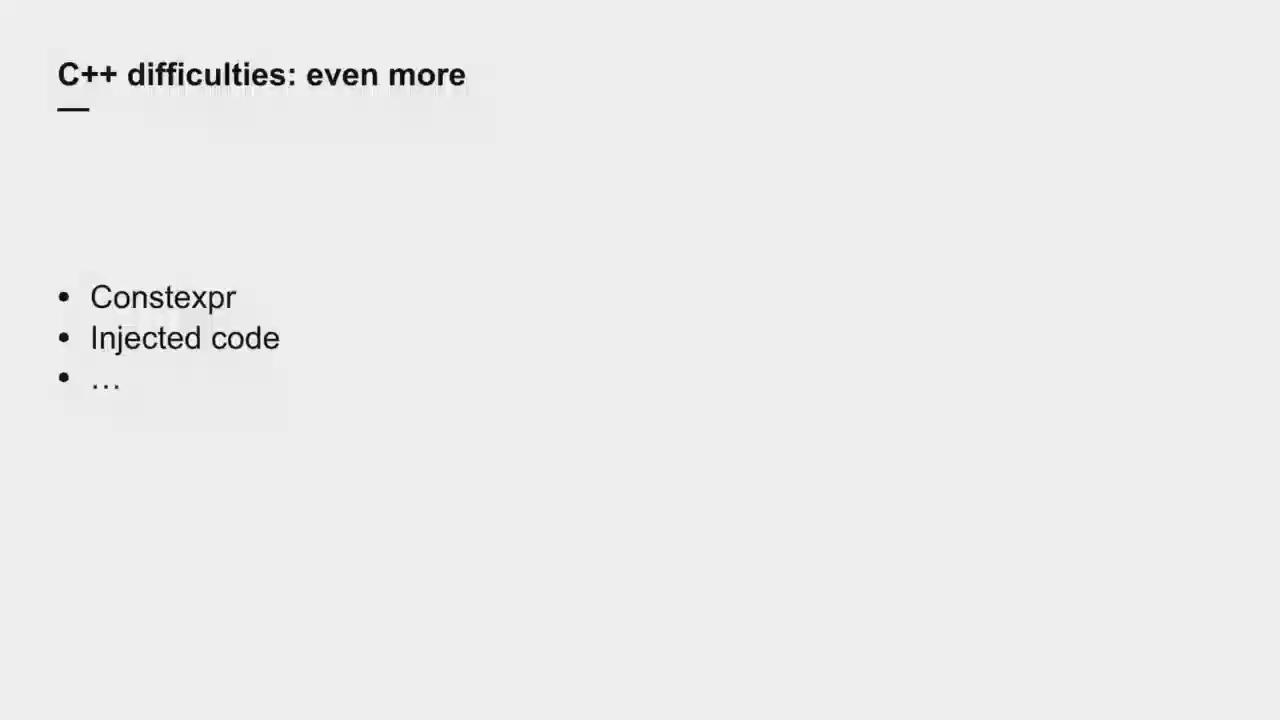 C++ difficulties: even more
• Constexpr
• Injected code
• …